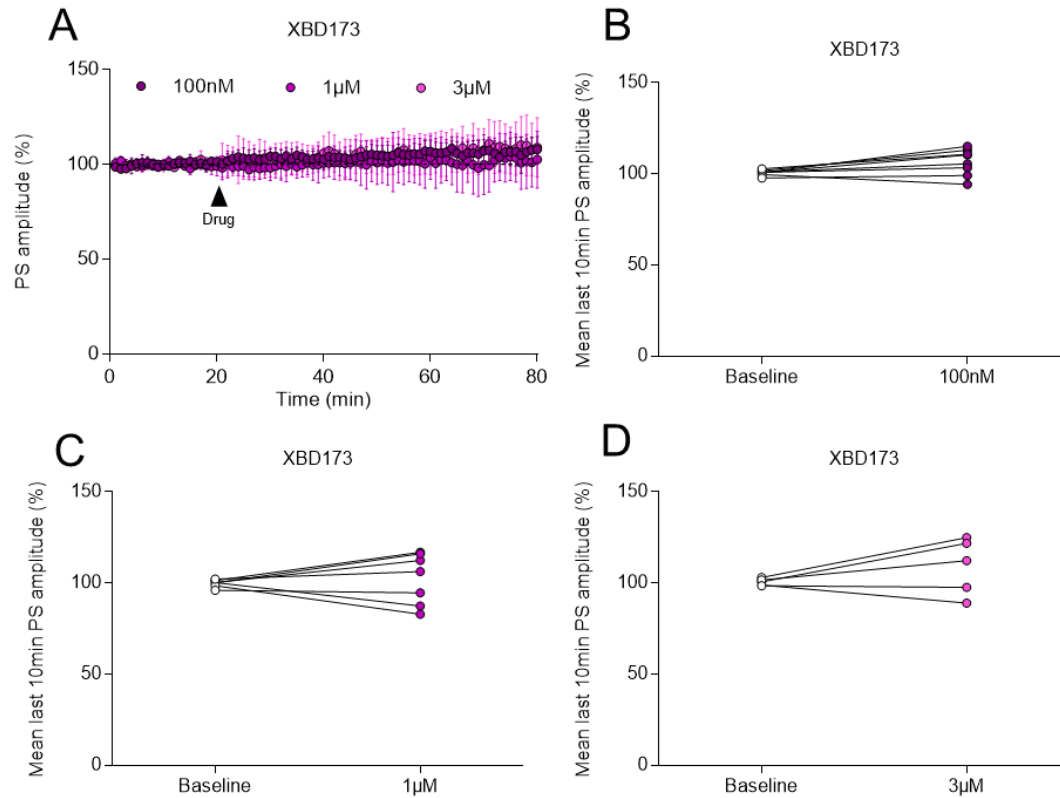 A
XBD173
150
100
50
0
PS amplitude (%)
100nM
1µM
3µM
Drug
0
20
40
60
80
Time (min)
B
XBD173
150
100
50
0
Mean last 10min PS amplitude (%)
Baseline
100nM
C
XBD173
150
100
50
0
Mean last 10min PS amplitude (%)
Baseline
1µM
D
XBD173
150
100
50
0
Mean last 10min PS amplitude (%)
Baseline
3µM